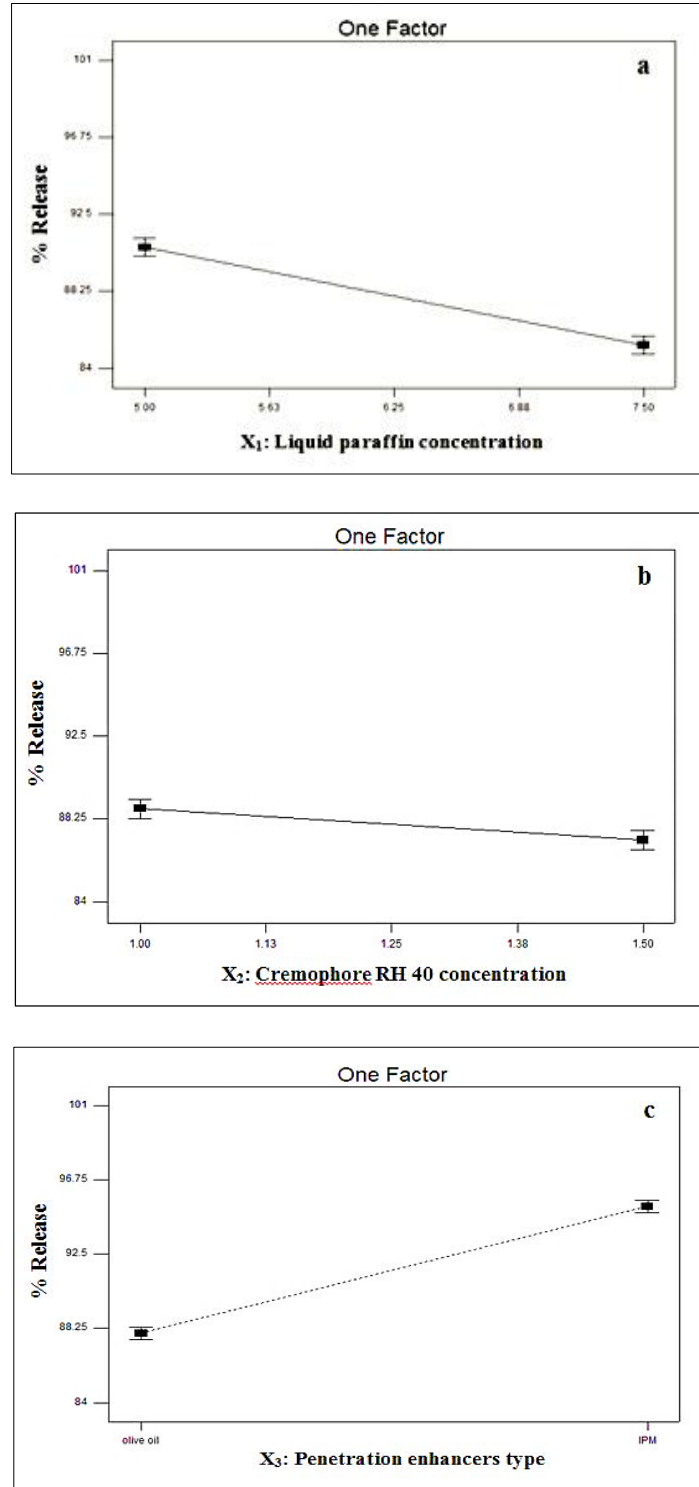 One Factor
a
101
96.75
92.5
88.25
84
% Release
5.00 5.63 6.25 6.88 7.50
X₁: Liquid paraffin concentration
One Factor
b
101
96.75
92.5
88.25
84
% Release
1.00 1.13 1.25 1.38 1.50
X₂: Cremophore RH 40 concentration
One Factor
c
101
96.75
92.5
88.25
84
% Release
olive oil IPM
X₃: Penetration enhancers type